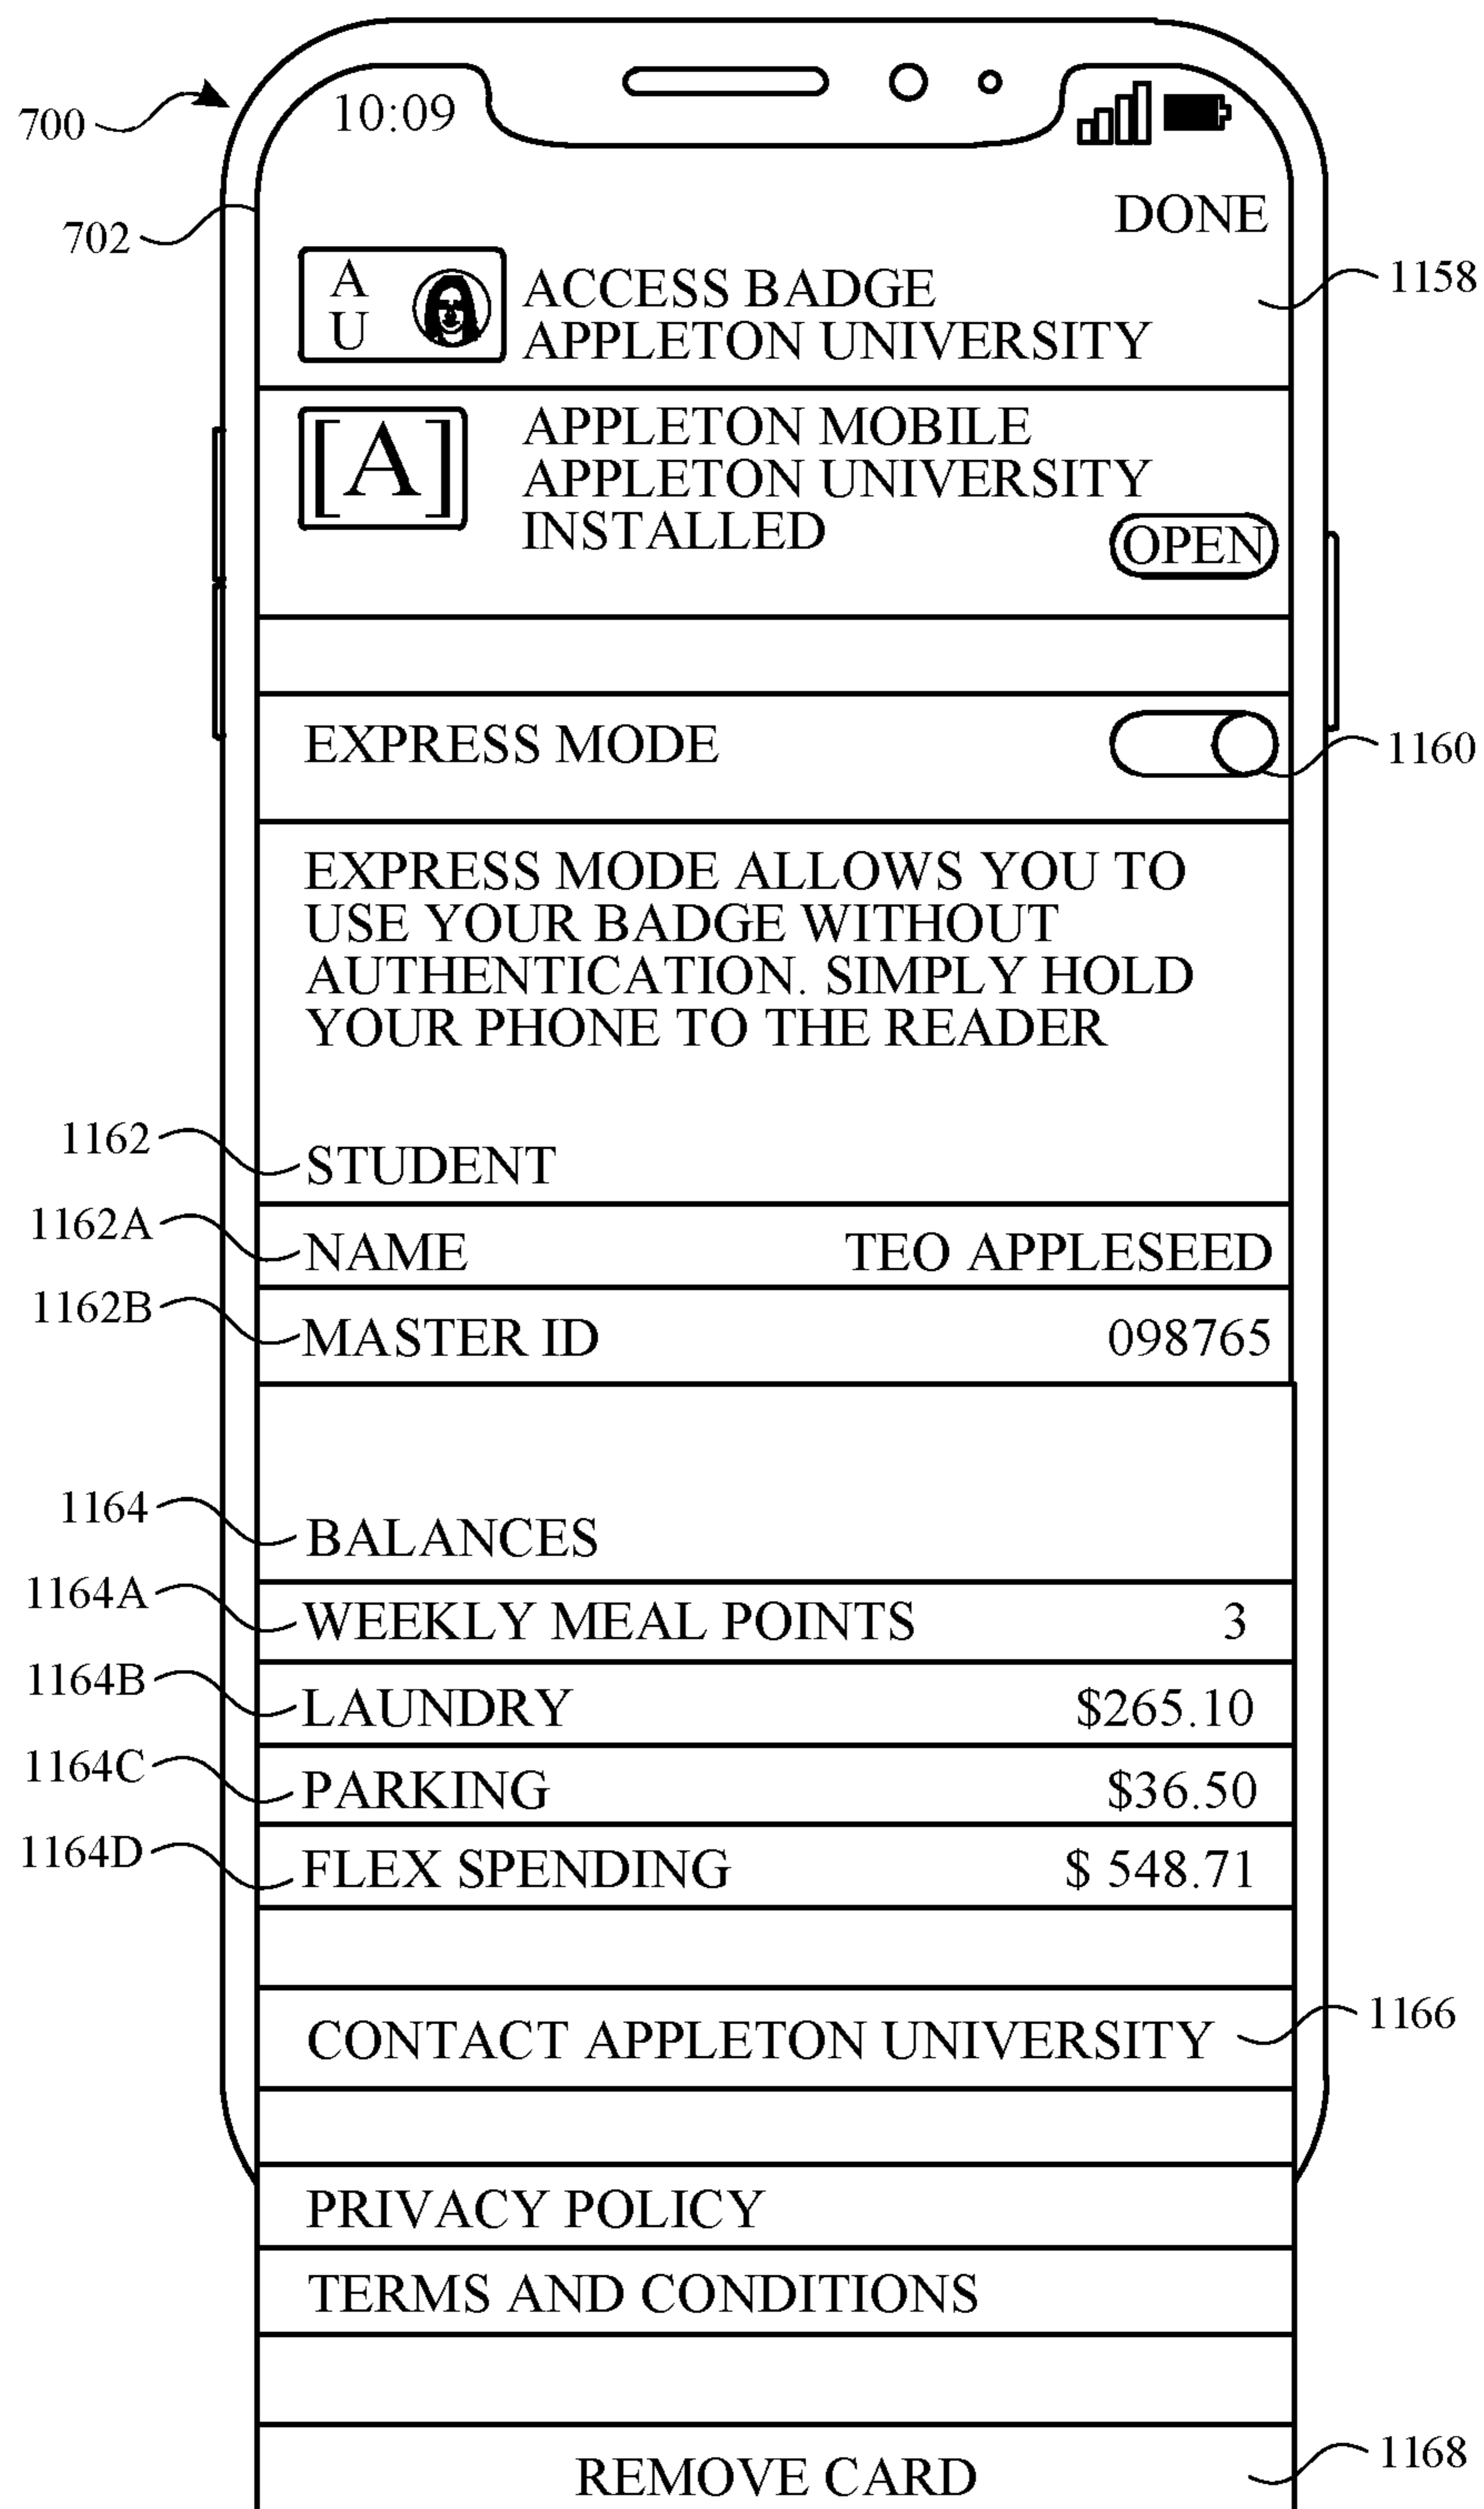 700
10:09
702
DONE
A
U
ACCESS BADGE
APPLETON UNIVERSITY
1158
[A]
APPLETON MOBILE
APPLETON UNIVERSITY
INSTALLED
OPEN
EXPRESS MODE
1160
EXPRESS MODE ALLOWS YOU TO
USE YOUR BADGE WITHOUT
AUTHENTICATION. SIMPLY HOLD
YOUR PHONE TO THE READER
1162
STUDENT
1162A
NAME TEO APPLESEED
1162B
MASTER ID 098765
1164
BALANCES
1164A
WEEKLY MEAL POINTS 3
1164B
LAUNDRY $265.10
1164C
PARKING $36.50
1164D
FLEX SPENDING $ 548.71
CONTACT APPLETON UNIVERSITY
1166
PRIVACY POLICY
TERMS AND CONDITIONS
REMOVE CARD
1168